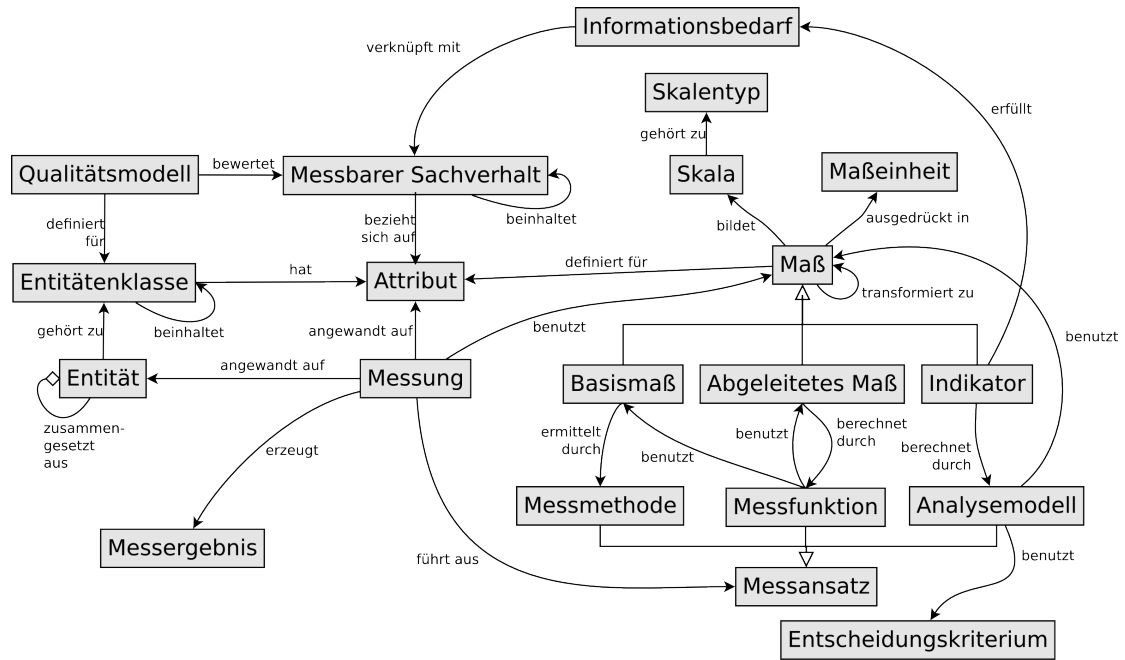 Informationsbedarf
verknüpft mit
Skalentyp
erfüllt
gehört zu
Qualitätsmodell
bewertet
Messbarer Sachverhalt
Skala
Maßeinheit
beinhaltet
definiert
für
bezieht
sich auf
bildet
ausgedrückt in
Entitätenklasse
hat
Attribut
definiert für
Maß
transformiert zu
gehört zu
beinhaltet
angewandt auf
benutzt
benutzt
Entität
angewandt auf
Messung
Basismaß
Abgeleitetes Maß
Indikator
zusammen-
gesetzt
aus
erzeugt
ermittelt
durch
benutzt
benutzt
berechnet
durch
berechnet
durch
Messmethode
Messfunktion
Analysemodell
Messergebnis
führt aus
benutzt
Messansatz
Entscheidungskriterium